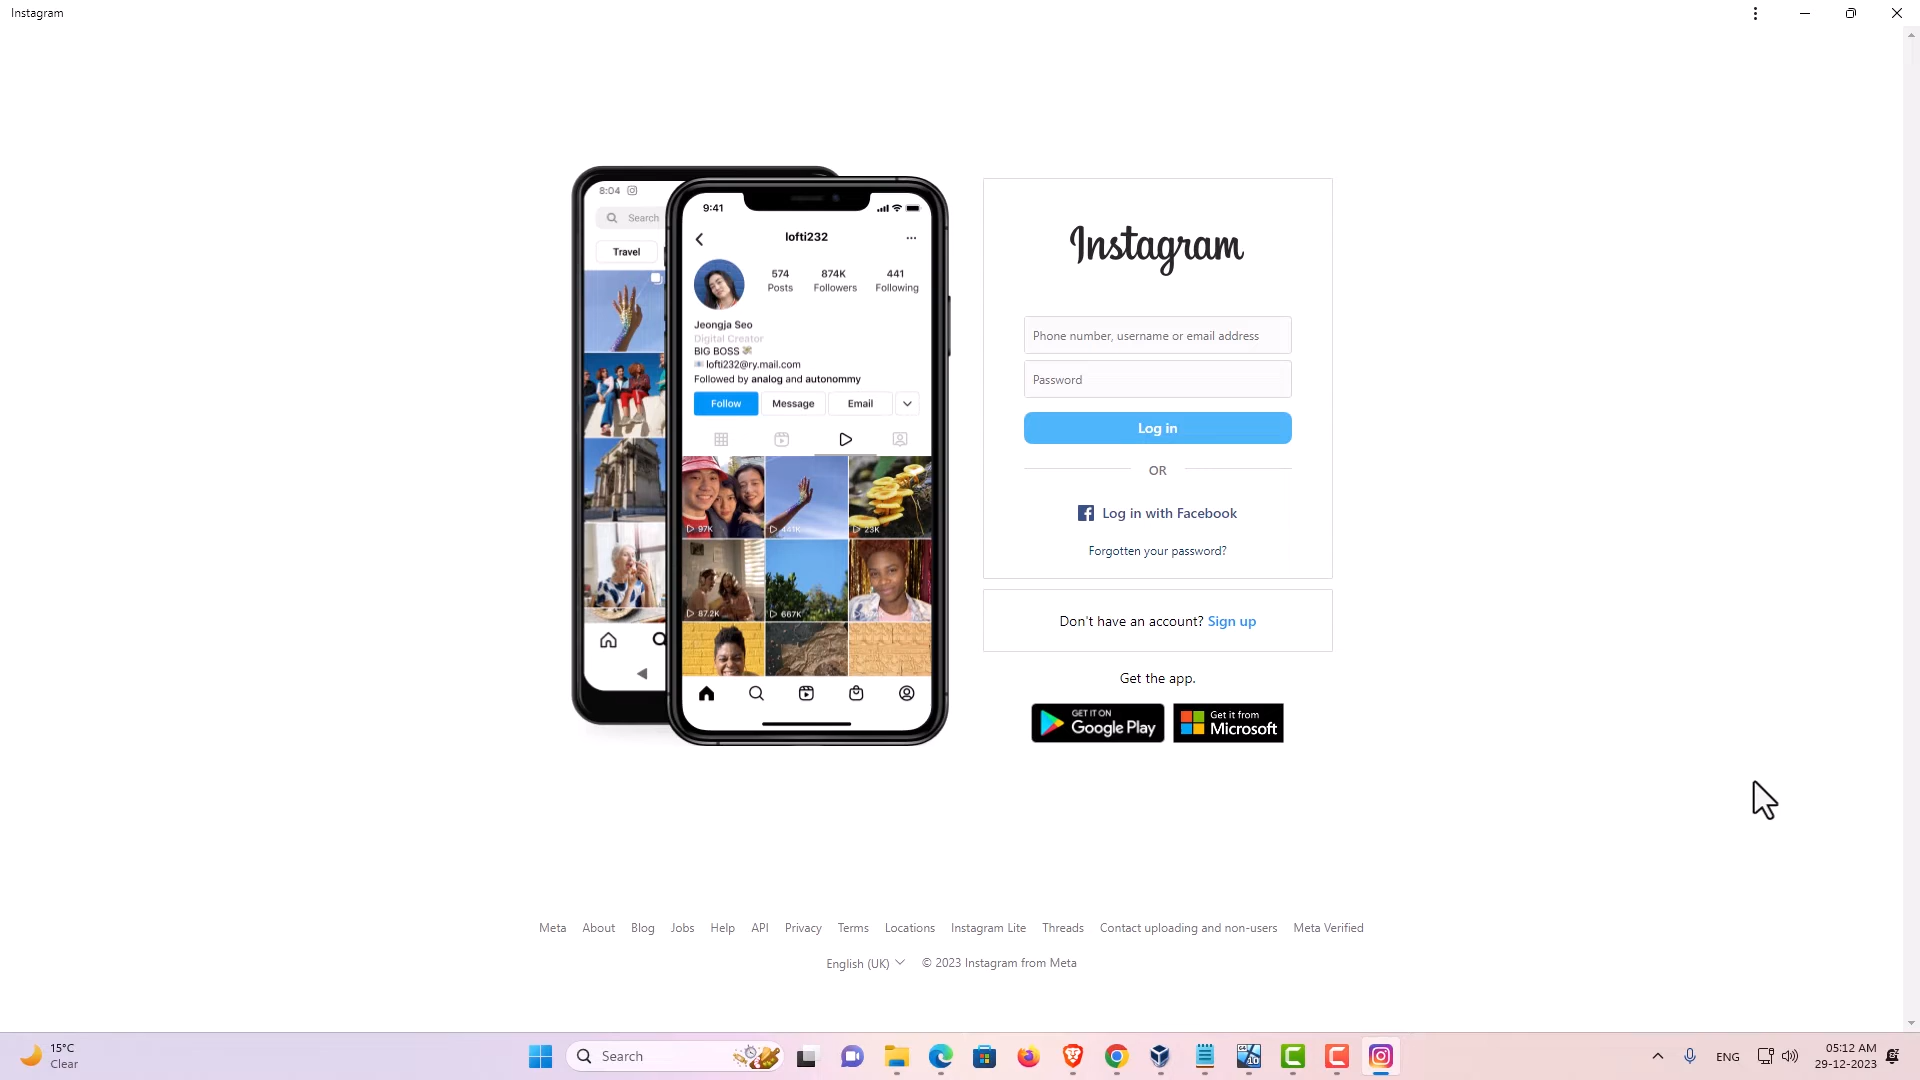 Instagram
8:04
Search
Travel
9:41
lofti232
574 874K 441
Posts Followers Following
Jeongja Seo
Digital Creator
BIG BOSS
lofti232@ry.mail.com
Followed by analog and autonommy
Follow Message Email
97K 441K 23K
87.2K 667K
Instagram
Phone number, username or email address
Password
Log in
OR
Log in with Facebook
Forgotten your password?
Don't have an account? Sign up
Get the app.
GET IT ON
Google Play
Get it from
Microsoft
Meta About Blog Jobs Help API Privacy Terms Locations Instagram Lite Threads Contact uploading and non-users Meta Verified
English (UK) © 2023 Instagram from Meta
15°C
Clear
Search
ENG
05:12 AM
29-12-2023